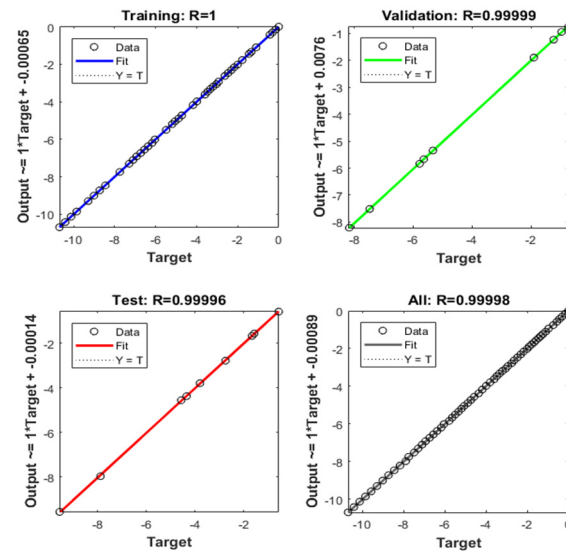 Training: R=1
Output ~= 1*Target + -0.00065
0
-2
-4
-6
-8
-10
Data
Fit
Y = T
-10
-8
-6
-4
-2
0
Target
Validation: R=0.99999
Output ~= 1*Target + 0.0076
-1
-2
-3
-4
-5
-6
-7
-8
Data
Fit
Y = T
-8
-6
-4
-2
Target
Test: R=0.99996
Output ~= 1*Target + -0.00014
-2
-4
-6
-8
Data
Fit
Y = T
-8
-6
-4
-2
Target
All: R=0.99998
Output ~= 1*Target + -0.00089
0
-2
-4
-6
-8
-10
Data
Fit
Y = T
-10
-8
-6
-4
-2
0
Target